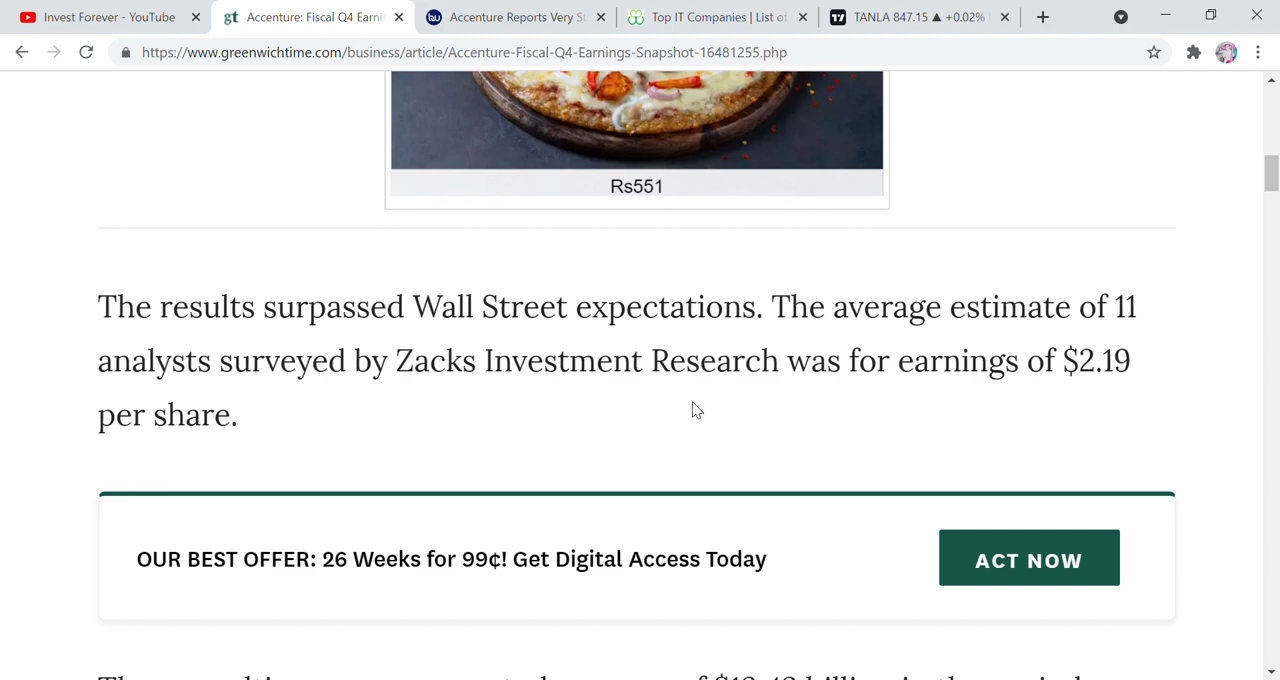 Invest Forever - YouTube
gt Accenture: Fiscal Q4 Earni
Accenture Reports Very St
Top IT Companies | List of
TANLA 847.15 ▲ +0.02%
https://www.greenwichtime.com/business/article/Accenture-Fiscal-Q4-Earnings-Snapshot-16481255.php
Rs551
The results surpassed Wall Street expectations. The average estimate of 11
analysts surveyed by Zacks Investment Research was for earnings of $2.19
per share.
OUR BEST OFFER: 26 Weeks for 99¢! Get Digital Access Today
ACT NOW